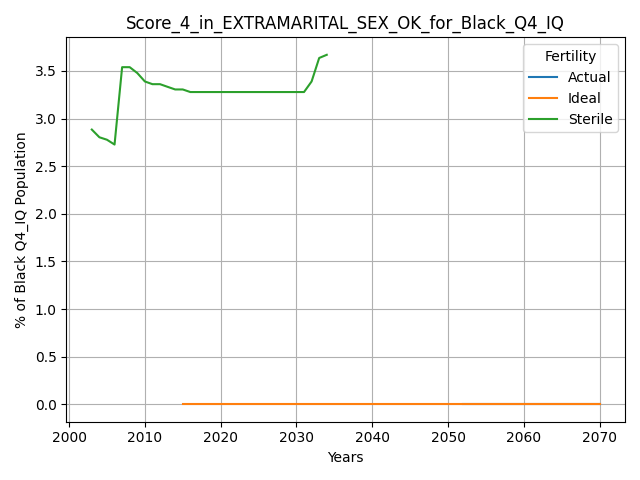 Score_4_in_EXTRAMARITAL_SEX_OK_for_Black_Q4_IQ
Fertility
Actual
Ideal
Sterile
% of Black Q4_IQ Population
3.5
3.0
2.5
2.0
1.5
1.0
0.5
0.0
2000 2010 2020 2030 2040 2050 2060 2070
Years